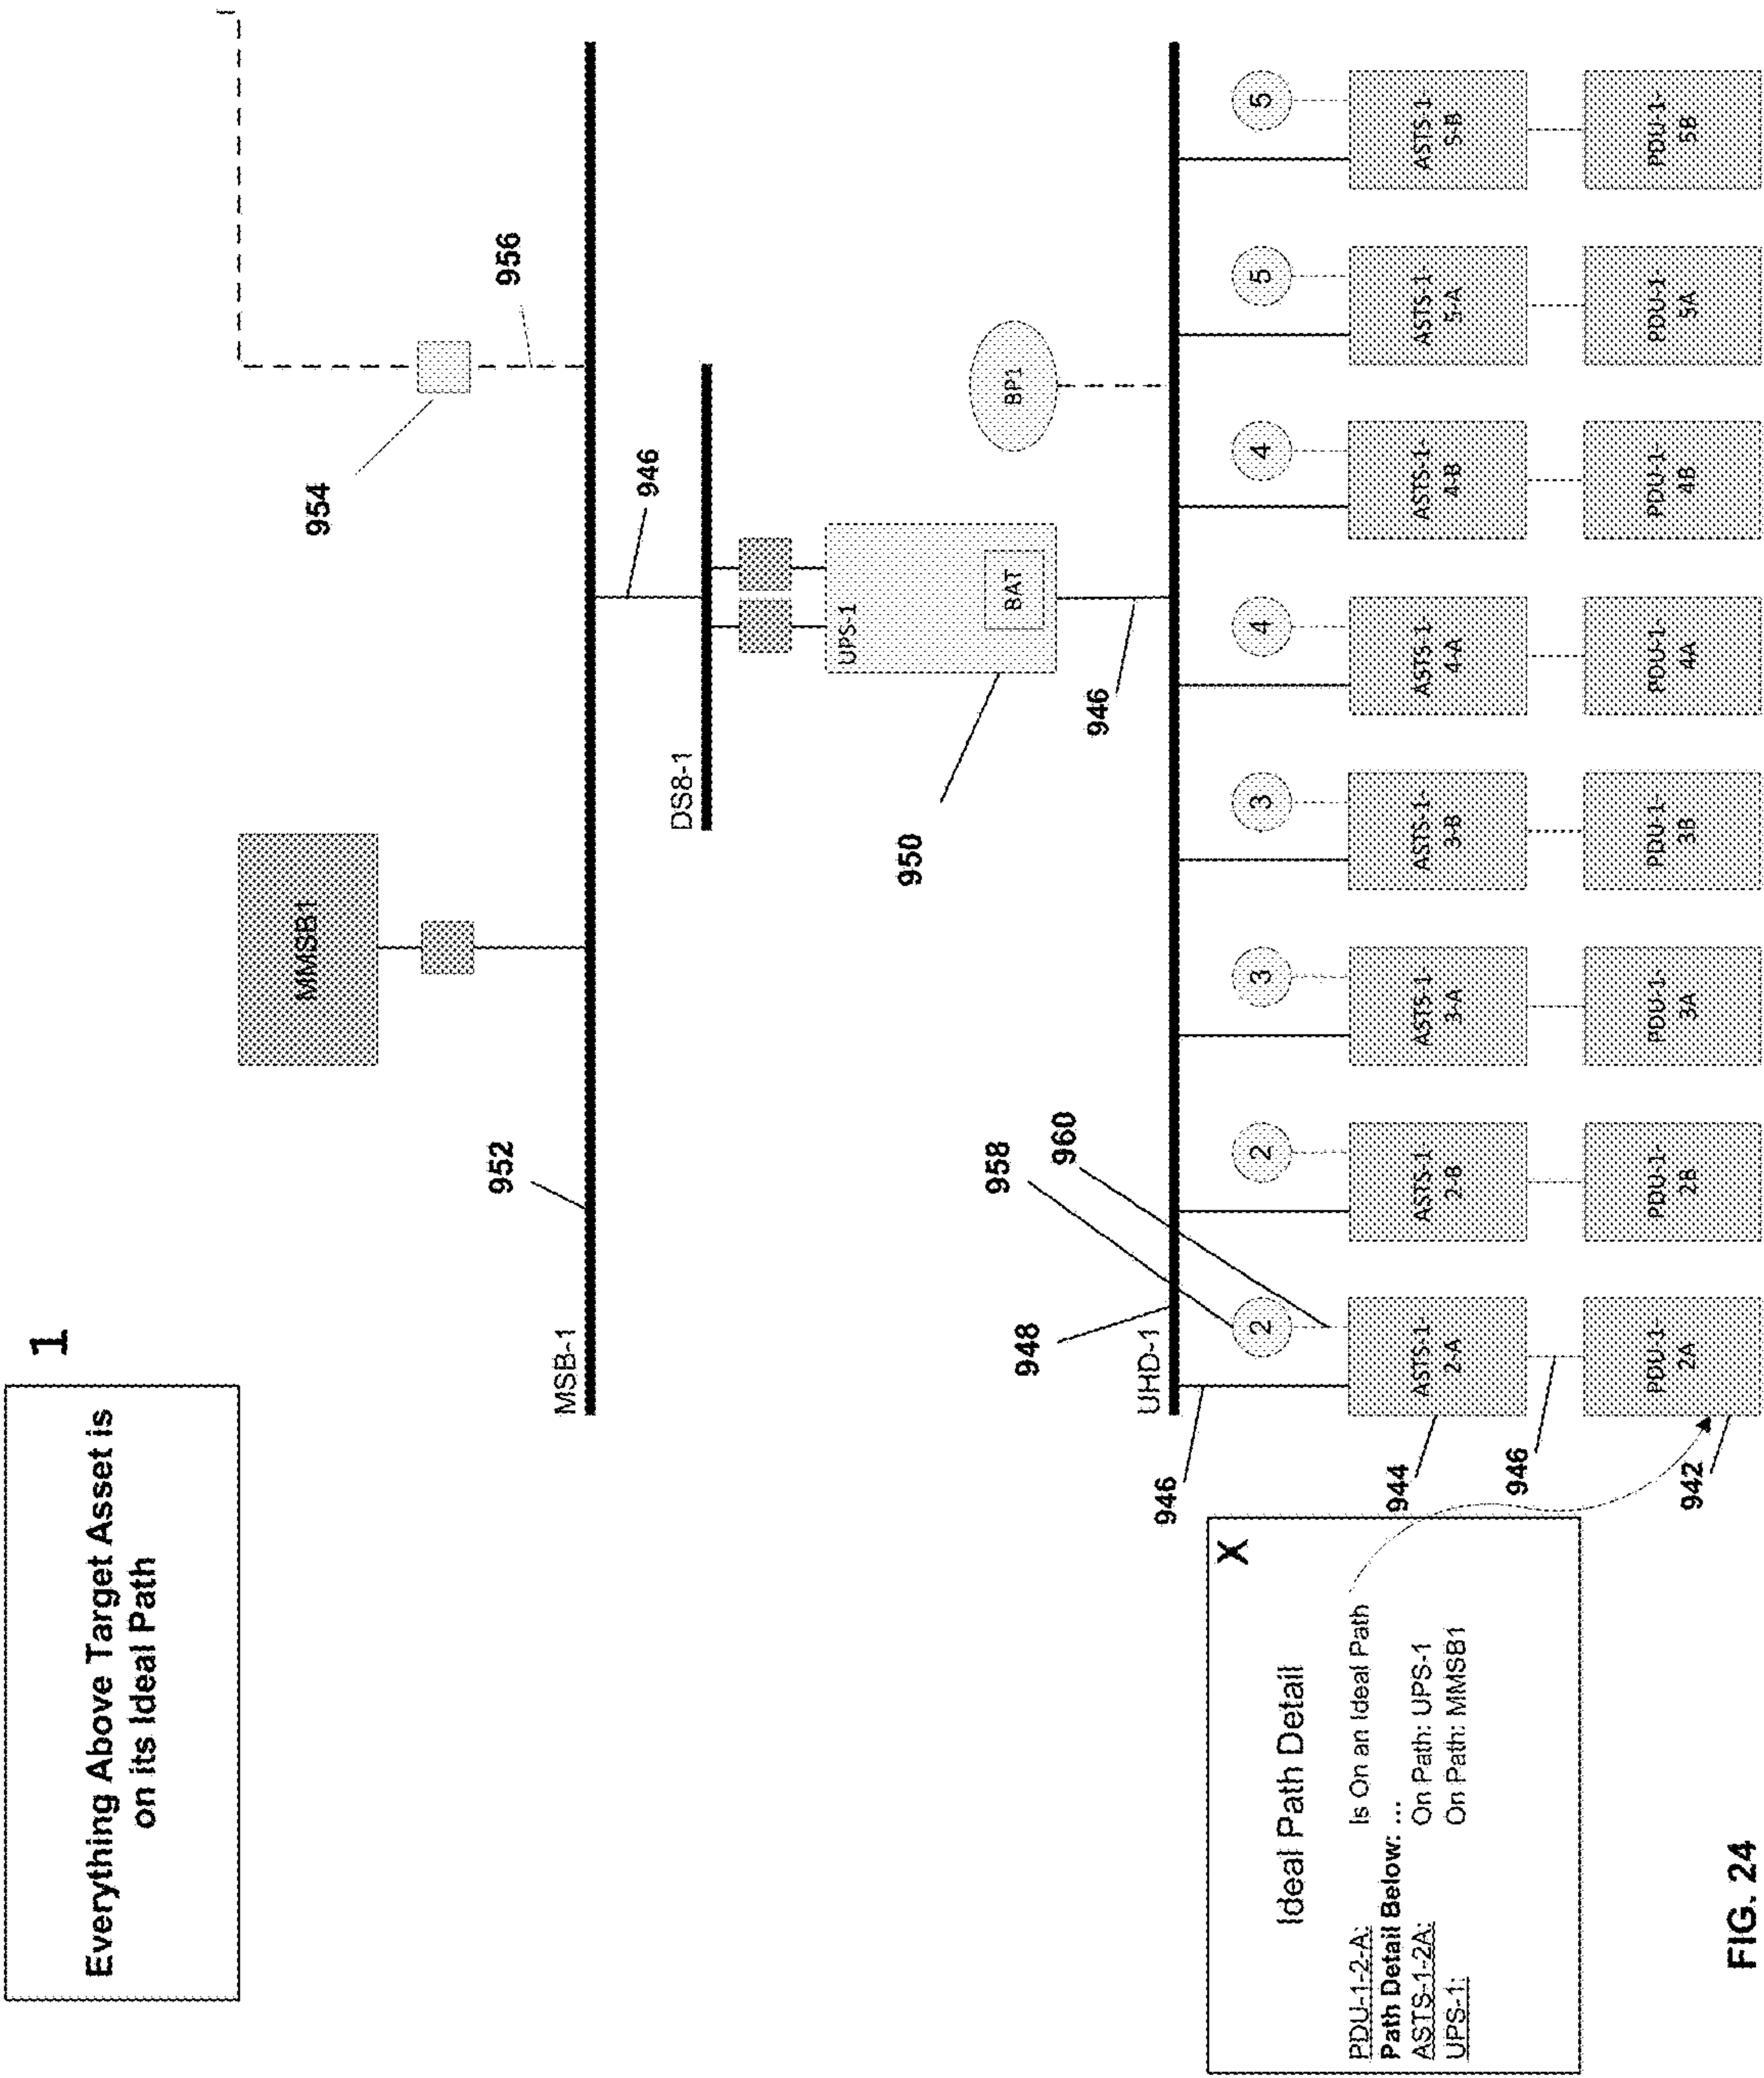 Everything Above Target Asset is
on its Ideal Path
1
MMSB1
954
956
952
MSB-1
946
DS8-1
UPS-1
BAT
950
946
BP1
958
960
948
UHD-1
946
2
2
3
3
4
4
5
5
944
ASTS-1
2-A
ASTS-1-
2-B
ASTS-1
3-A
ASTS-1-
3-B
ASTS-1
4-A
ASTS-1-
4-B
ASTS-1
5-A
ASTS-1-
5-B
946
942
PDU-1-
2A
PDU-1-
2B
PDU-1-
3A
PDU-1-
3B
PDU-1-
4A
PDU-1-
4B
PDU-1
5A
PDU-1-
5B
X
Ideal Path Detail
PDU-1-2-A: Is On an Ideal Path
Path Detail Below: ...
ASTS-1-2A: On Path: UPS-1
UPS-1: On Path: MMSB1
FIG. 24